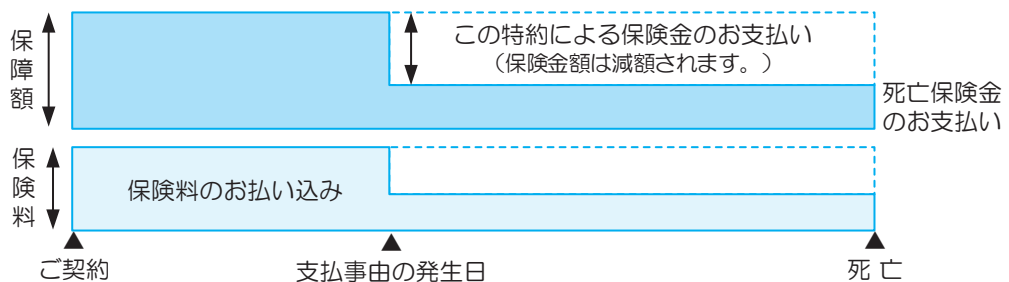 保障額
この特約による保険金のお支払い
（保険金額は減額されます。）
死亡保険金
のお支払い
保険料
保険料のお払い込み
ご契約
支払事由の発生日
死亡